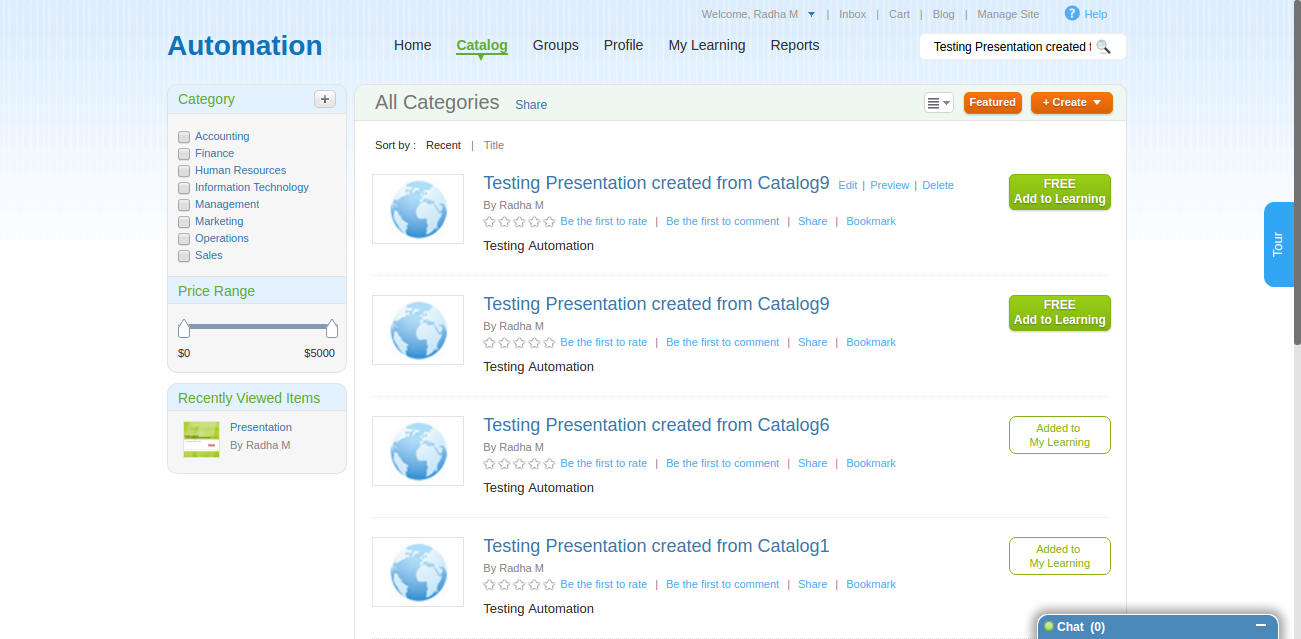 Welcome, Radha M | Inbox | Cart | Blog | Manage Site ? Help
Automation
Home Catalog Groups Profile My Learning Reports
Testing Presentation created f
Category +
Accounting
Finance
Human Resources
Information Technology
Management
Marketing
Operations
Sales
Price Range
$0 $5000
Recently Viewed Items
Presentation
By Radha M
All Categories Share
Featured + Create
Sort by : Recent | Title
Testing Presentation created from Catalog9 Edit | Preview | Delete
By Radha M
Be the first to rate | Be the first to comment | Share | Bookmark
Testing Automation
FREE
Add to Learning
Testing Presentation created from Catalog9
By Radha M
Be the first to rate | Be the first to comment | Share | Bookmark
Testing Automation
FREE
Add to Learning
Testing Presentation created from Catalog6
By Radha M
Be the first to rate | Be the first to comment | Share | Bookmark
Testing Automation
Added to
My Learning
Testing Presentation created from Catalog1
By Radha M
Be the first to rate | Be the first to comment | Share | Bookmark
Testing Automation
Added to
My Learning
Tour
Chat (0)